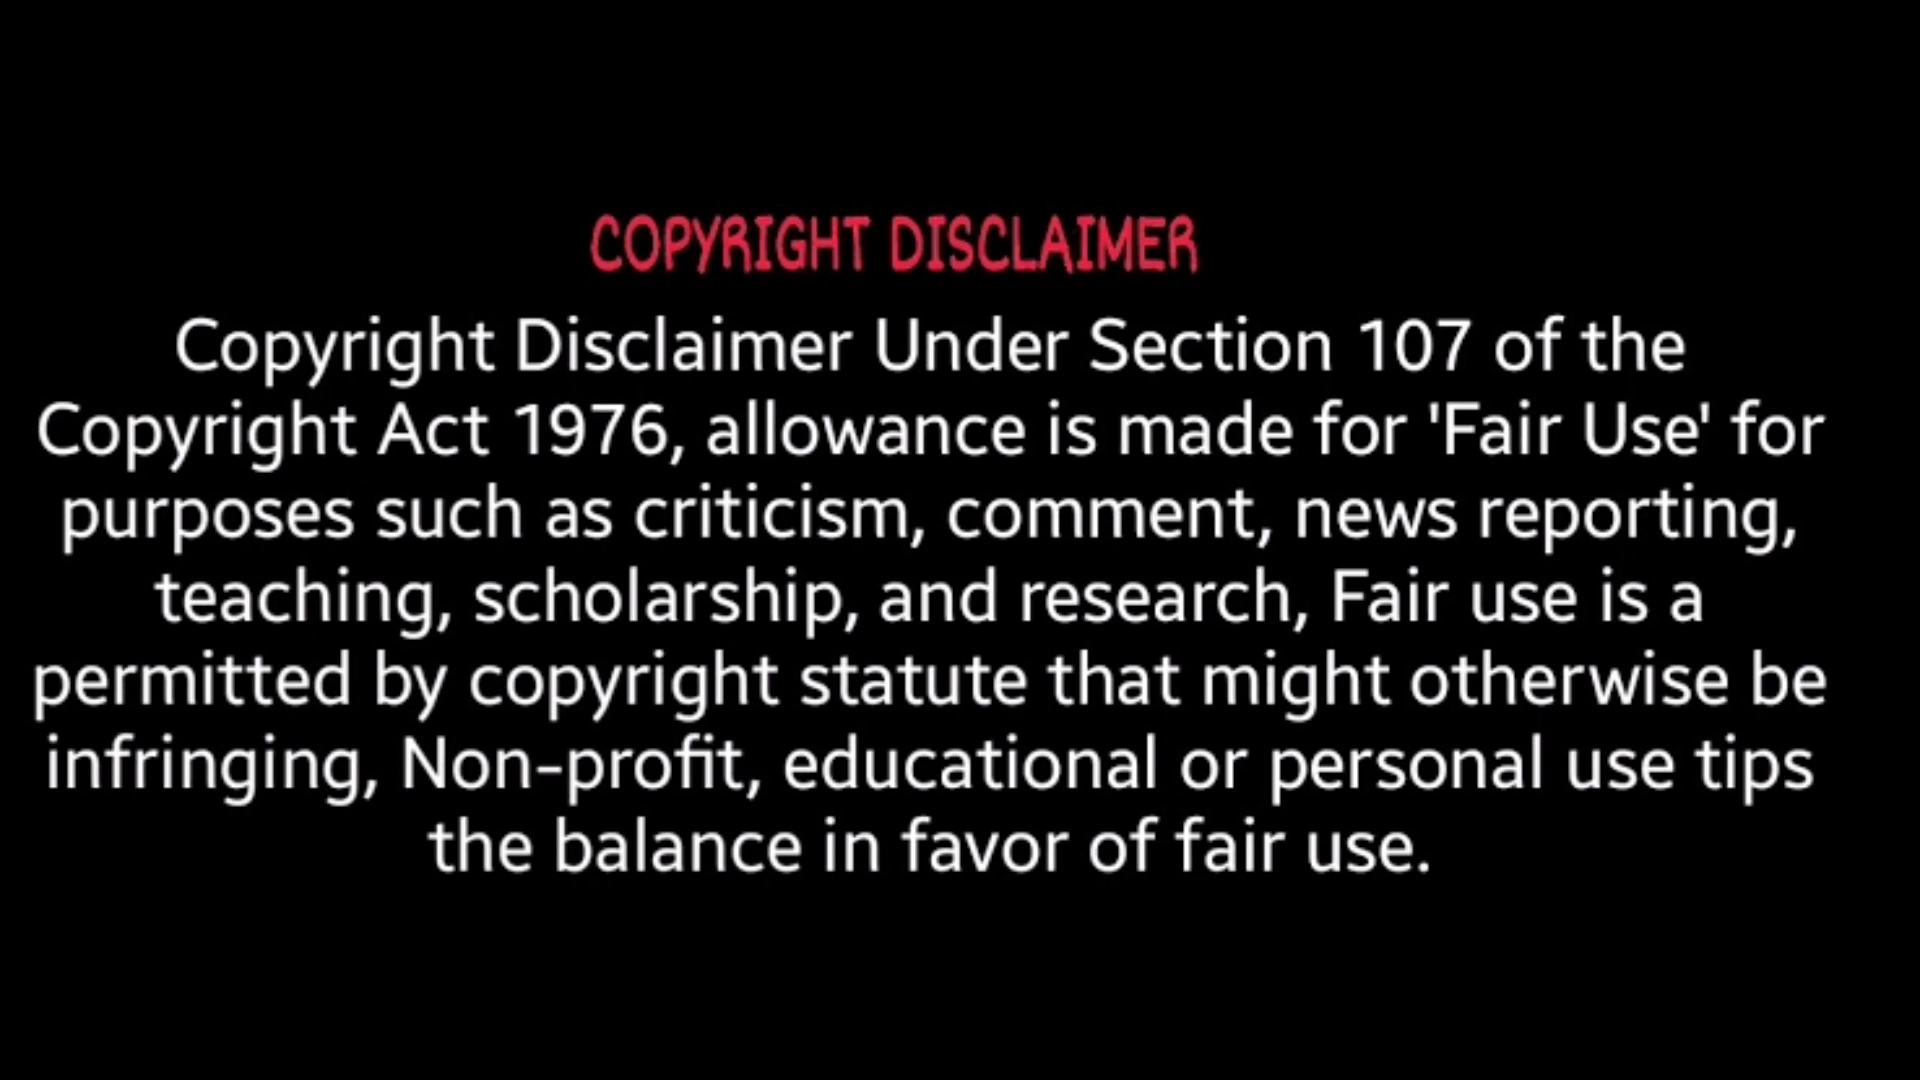 COPYRIGHT DISCLAIMER
Copyright Disclaimer Under Section 107 of the
Copyright Act 1976, allowance is made for 'Fair Use' for
purposes such as criticism, comment, news reporting,
teaching, scholarship, and research, Fair use is a
permitted by copyright statute that might otherwise be
infringing, Non-profit, educational or personal use tips
the balance in favor of fair use.